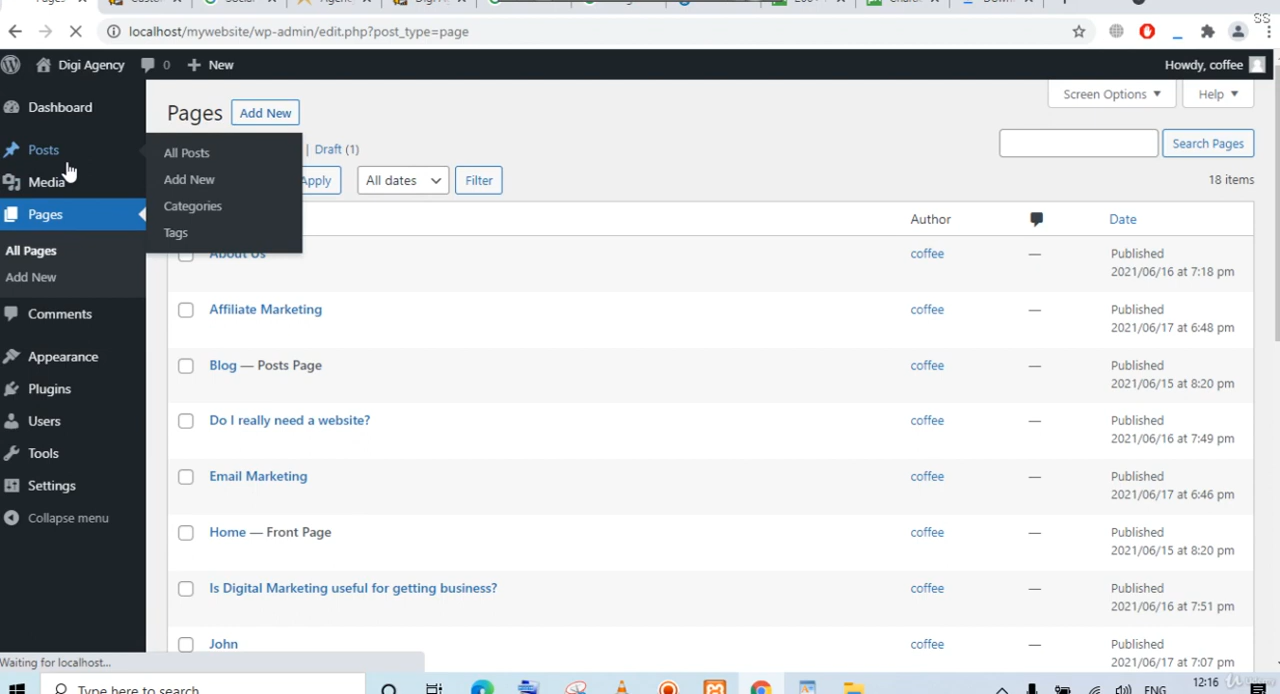 SS
localhost/mywebsite/wp-admin/edit.php?post_type=page
Digi Agency
0
New
Howdy, coffee
Dashboard
Posts
Media
Pages
All Pages
Add New
Comments
Appearance
Plugins
Users
Tools
Settings
Collapse menu
All Posts
Add New
Categories
Tags
Pages
Add New
Screen Options
Help
Draft (1)
Search Pages
Apply
All dates
Filter
18 items
Author
Date
About Us
coffee
—
Published
2021/06/16 at 7:18 pm
Affiliate Marketing
coffee
—
Published
2021/06/17 at 6:48 pm
Blog — Posts Page
coffee
—
Published
2021/06/15 at 8:20 pm
Do I really need a website?
coffee
—
Published
2021/06/16 at 7:49 pm
Email Marketing
coffee
—
Published
2021/06/17 at 6:46 pm
Home — Front Page
coffee
—
Published
2021/06/15 at 8:20 pm
Is Digital Marketing useful for getting business?
coffee
—
Published
2021/06/16 at 7:51 pm
John
coffee
—
Published
2021/06/17 at 7:07 pm
Waiting for localhost...
Type here to search
ENG
12:16